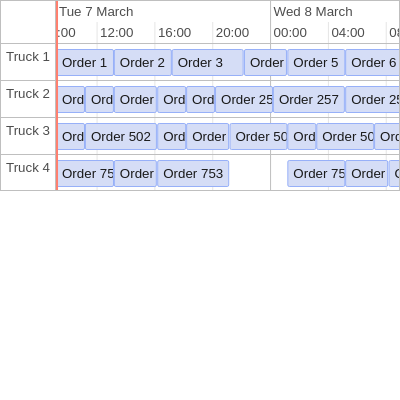 Tue 7 March Wed 8 March
:00 12:00 16:00 20:00 00:00 04:00 08
Truck 1 Order 1 Order 2 Order 3 Order Order 5 Order 6
Truck 2 Ord Ord Order Ord Ord Order 25 Order 257 Order 25
Truck 3 Ord Order 502 Ord Order Order 50 Ord Order 50 Ord
Truck 4 Order 75 Order Order 753 Order 75 Order